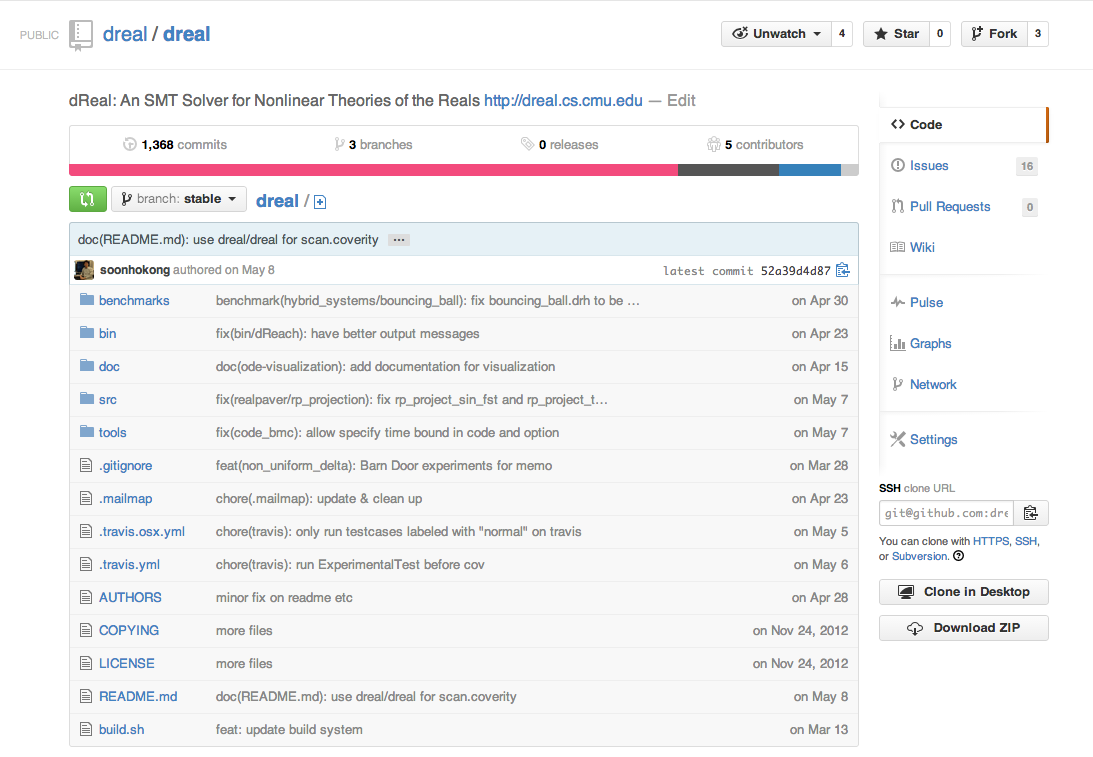 PUBLIC dreal / dreal Unwatch 4 Star 0 Fork 3
dReal: An SMT Solver for Nonlinear Theories of the Reals http://dreal.cs.cmu.edu — Edit
1,368 commits 3 branches 0 releases 5 contributors
branch: stable dreal /
doc(README.md): use dreal/dreal for scan.coverity ...
soonhokong authored on May 8 latest commit 52a39d4d87
benchmarks benchmark(hybrid_systems/bouncing_ball): fix bouncing_ball.drh to be … on Apr 30
bin fix(bin/dReach): have better output messages on Apr 23
doc doc(ode-visualization): add documentation for visualization on Apr 15
src fix(realpaver/rp_projection): fix rp_project_sin_fst and rp_project_t… on May 7
tools fix(code_bmc): allow specify time bound in code and option on May 7
.gitignore feat(non_uniform_delta): Barn Door experiments for memo on Mar 28
.mailmap chore(.mailmap): update & clean up on Apr 23
.travis.osx.yml chore(travis): only run testcases labeled with "normal" on travis on May 5
.travis.yml chore(travis): run ExperimentalTest before cov on May 6
AUTHORS minor fix on readme etc on Apr 28
COPYING more files on Nov 24, 2012
LICENSE more files on Nov 24, 2012
README.md doc(README.md): use dreal/dreal for scan.coverity on May 8
build.sh feat: update build system on Mar 13
Code
Issues 16
Pull Requests 0
Wiki
Pulse
Graphs
Network
Settings
SSH clone URL
git@github.com:dre
You can clone with HTTPS, SSH,
or Subversion.
Clone in Desktop
Download ZIP